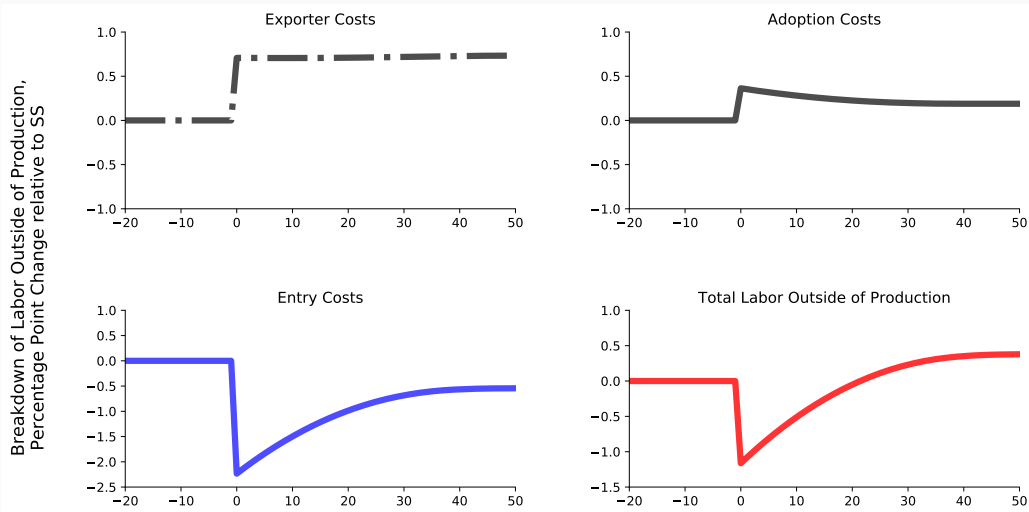 Breakdown of Labor Outside of Production,
Percentage Point Change relative to SS
Exporter Costs
1.0
0.5
0.0
−0.5
−1.0
−20 −10 0 10 20 30 40 50
Adoption Costs
1.0
0.5
0.0
−0.5
−1.0
−20 −10 0 10 20 30 40 50
Entry Costs
1.0
0.5
0.0
−0.5
−1.0
−1.5
−2.0
−2.5
−20 −10 0 10 20 30 40 50
Total Labor Outside of Production
1.0
0.5
0.0
−0.5
−1.0
−1.5
−20 −10 0 10 20 30 40 50